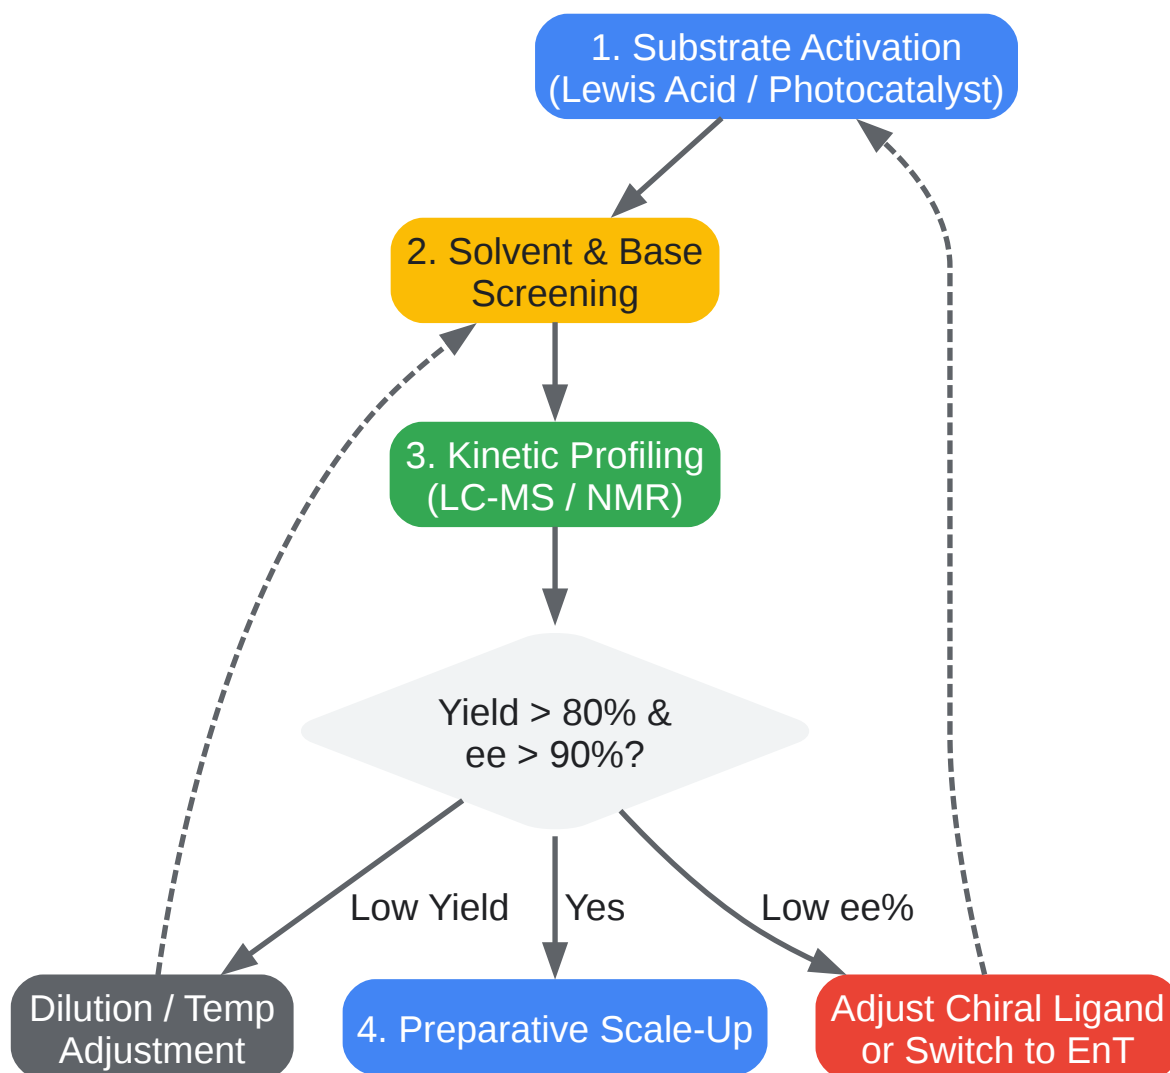 1. Substrate Activation
(Lewis Acid / Photocatalyst)
2. Solvent & Base
Screening
3. Kinetic Profiling
(LC-MS / NMR)
Yield > 80% &
ee > 90%?
Low Yield
Yes
Low ee%
Dilution / Temp
Adjustment
4. Preparative Scale-Up
Adjust Chiral Ligand
or Switch to EnT